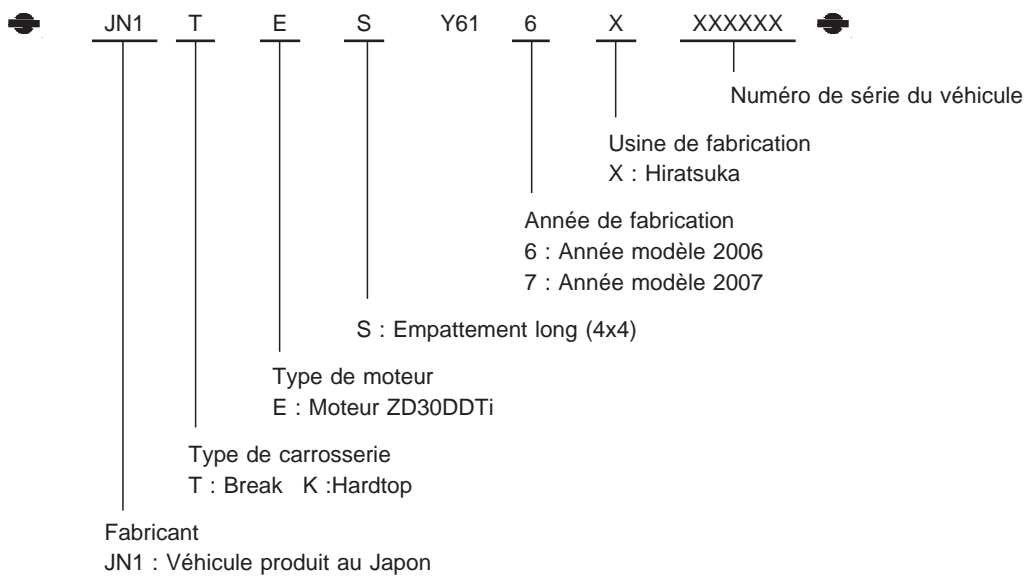 JN1 T E S Y61 6 X XXXXXX
Numéro de série du véhicule
Usine de fabrication
X : Hiratsuka
Année de fabrication
6 : Année modèle 2006
7 : Année modèle 2007
S : Empattement long (4x4)
Type de moteur
E : Moteur ZD30DDTi
Type de carrosserie
T : Break K :Hardtop
Fabricant
JN1 : Véhicule produit au Japon